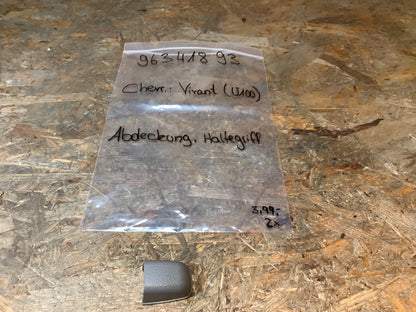 96341893
Chevr.: Vivant (U100)
Abdeckung, Haltegriff
3,99,-
2x